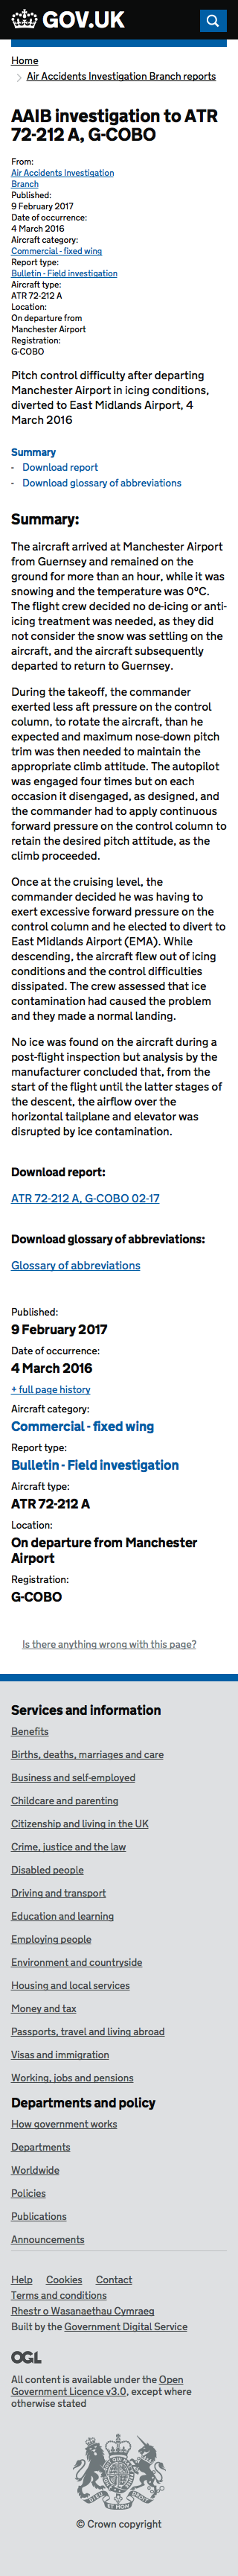 GOV.UK
Home
Air Accidents Investigation Branch reports
AAIB investigation to ATR
72-212 A, G-COBO
From:
Air Accidents Investigation
Branch
Published:
9 February 2017
Date of occurrence:
4 March 2016
Aircraft category:
Commercial - fixed wing
Report type:
Bulletin - Field investigation
Aircraft type:
ATR 72-212 A
Location:
On departure from
Manchester Airport
Registration:
G-COBO
Pitch control difficulty after departing
Manchester Airport in icing conditions,
diverted to East Midlands Airport, 4
March 2016
Summary
- Download report
- Download glossary of abbreviations
Summary:
The aircraft arrived at Manchester Airport
from Guernsey and remained on the
ground for more than an hour, while it was
snowing and the temperature was 0°C.
The flight crew decided no de-icing or anti-
icing treatment was needed, as they did
not consider the snow was settling on the
aircraft, and the aircraft subsequently
departed to return to Guernsey.
During the takeoff, the commander
exerted less aft pressure on the control
column, to rotate the aircraft, than he
expected and maximum nose-down pitch
trim was then needed to maintain the
appropriate climb attitude. The autopilot
was engaged four times but on each
occasion it disengaged, as designed, and
the commander had to apply continuous
forward pressure on the control column to
retain the desired pitch attitude, as the
climb proceeded.
Once at the cruising level, the
commander decided he was having to
exert excessive forward pressure on the
control column and he elected to divert to
East Midlands Airport (EMA). While
descending, the aircraft flew out of icing
conditions and the control difficulties
dissipated. The crew assessed that ice
contamination had caused the problem
and they made a normal landing.
No ice was found on the aircraft during a
post-flight inspection but analysis by the
manufacturer concluded that, from the
start of the flight until the latter stages of
the descent, the airflow over the
horizontal tailplane and elevator was
disrupted by ice contamination.
Download report:
ATR 72-212 A, G-COBO 02-17
Download glossary of abbreviations:
Glossary of abbreviations
Published:
9 February 2017
Date of occurrence:
4 March 2016
+ full page history
Aircraft category:
Commercial - fixed wing
Report type:
Bulletin - Field investigation
Aircraft type:
ATR 72-212 A
Location:
On departure from Manchester
Airport
Registration:
G-COBO
Is there anything wrong with this page?
Services and information
Benefits
Births, deaths, marriages and care
Business and self-employed
Childcare and parenting
Citizenship and living in the UK
Crime, justice and the law
Disabled people
Driving and transport
Education and learning
Employing people
Environment and countryside
Housing and local services
Money and tax
Passports, travel and living abroad
Visas and immigration
Working, jobs and pensions
Departments and policy
How government works
Departments
Worldwide
Policies
Publications
Announcements
Help Cookies Contact
Terms and conditions
Rhestr o Wasanaethau Cymraeg
Built by the Government Digital Service
OGL
All content is available under the Open
Government Licence v3.0, except where
otherwise stated
© Crown copyright